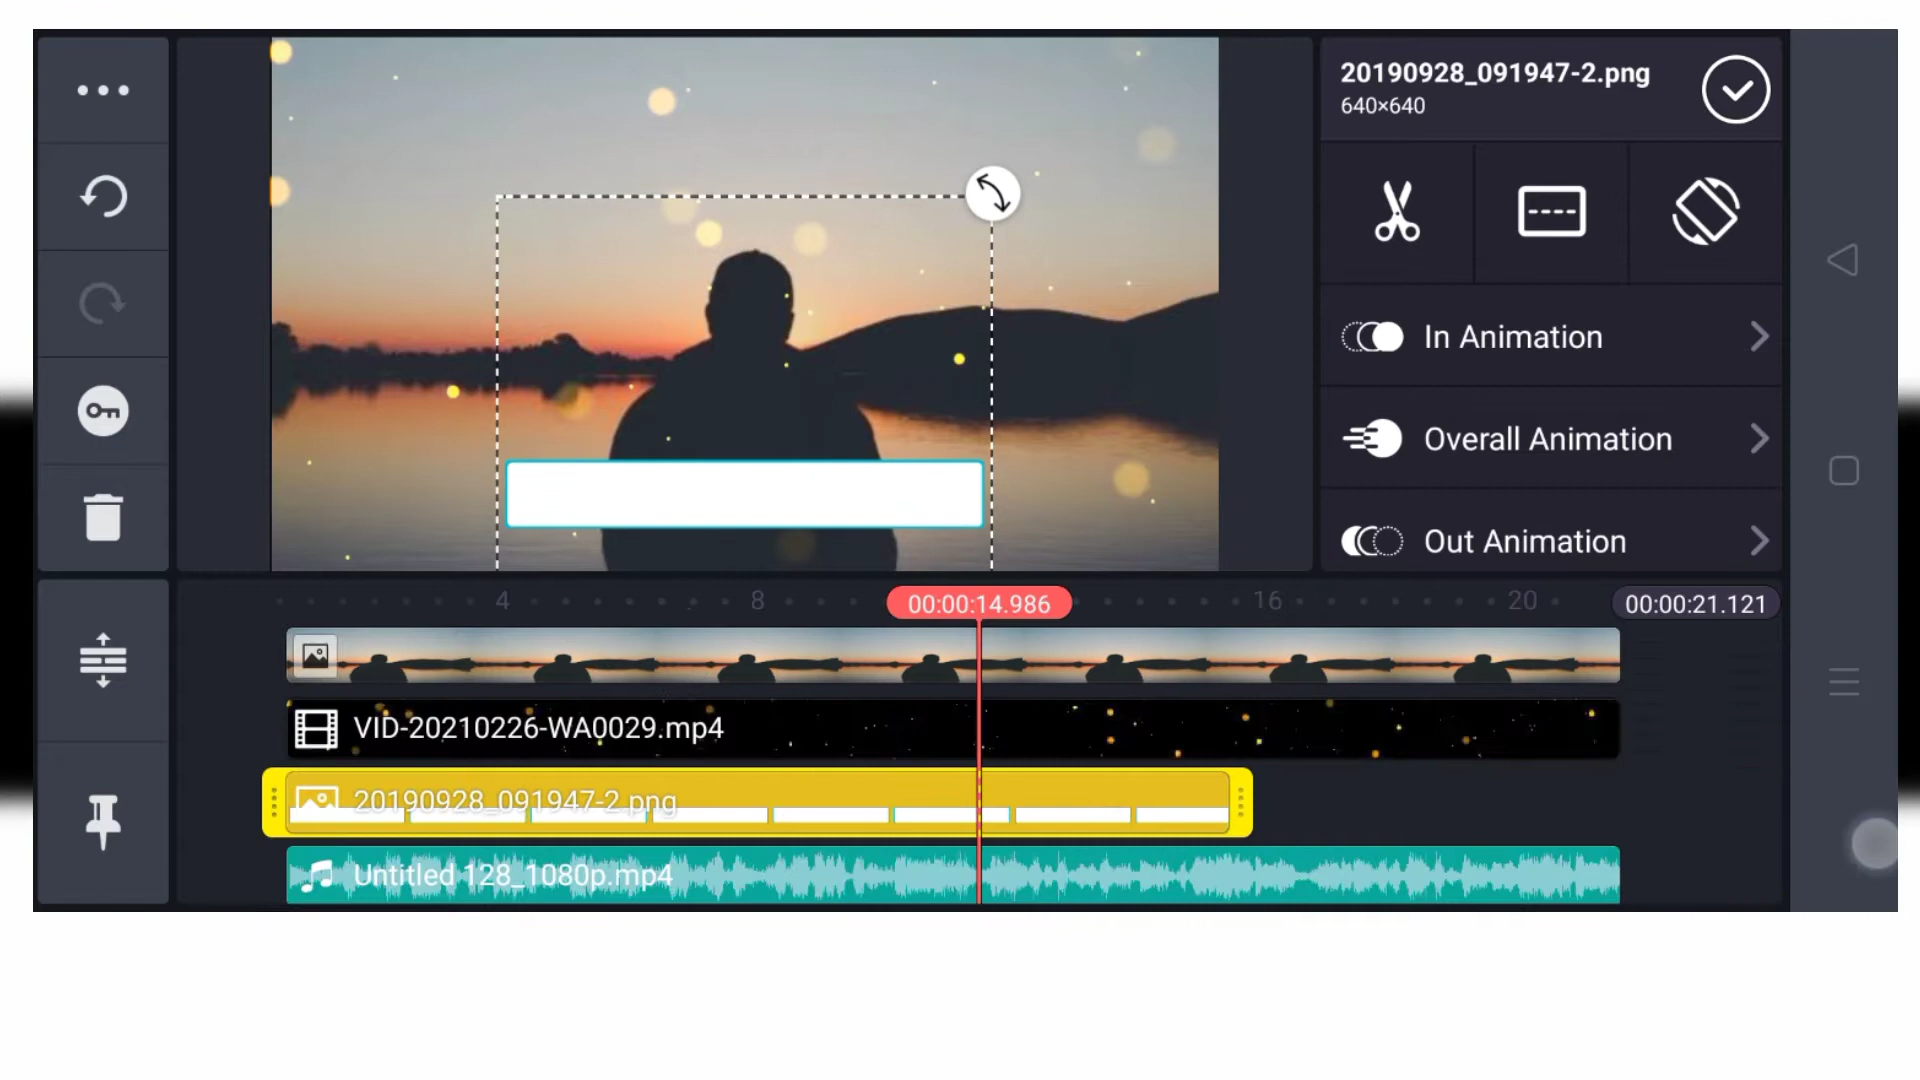 20190928_091947-2.png
640×640
In Animation
Overall Animation
Out Animation
4
8
00:00:14.986
16
20
00:00:21.121
VID-20210226-WA0029.mp4
20190928_091947-2.png
Untitled 128_1080p.mp4